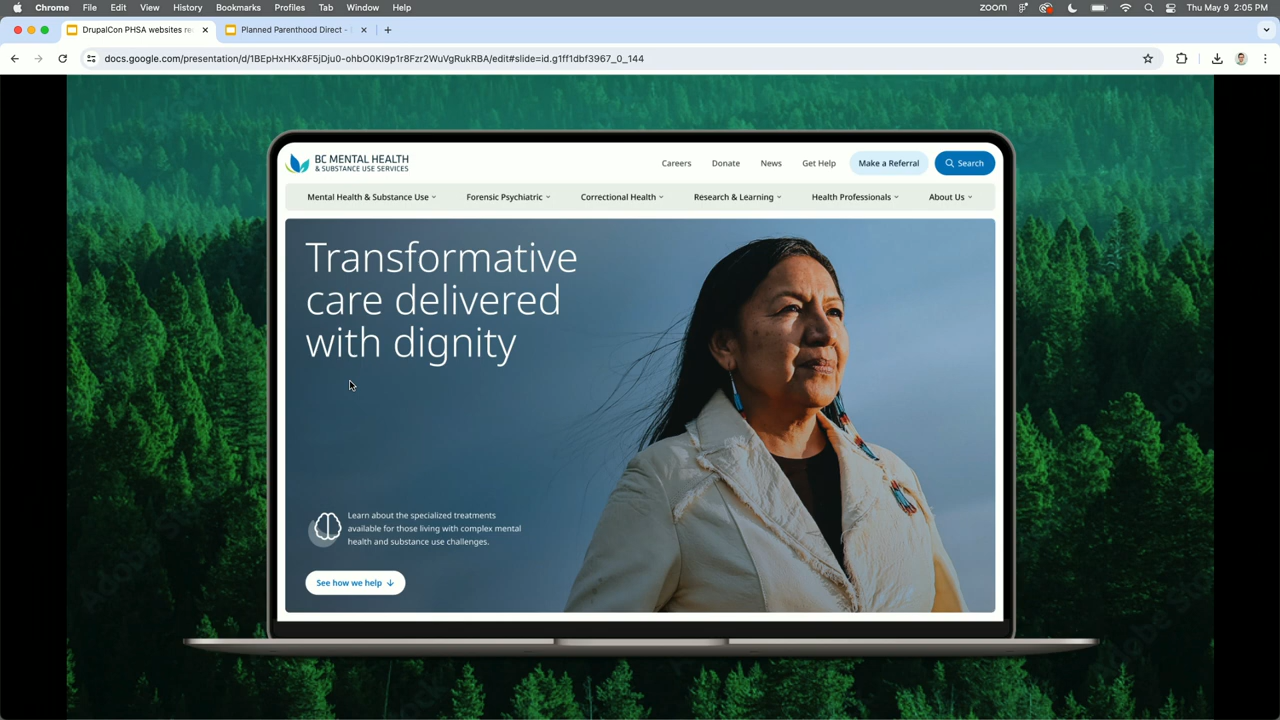 Chrome File Edit View History Bookmarks Profiles Tab Window Help zoom Thu May 9 2:05 PM
DrupalCon PHSA websites re
Planned Parenthood Direct -
docs.google.com/presentation/d/1BEpHxHKx8F5jDju0-ohbO0KI9p1r8Fzr2WuVgRukRBA/edit#slide=id.g1ff1dbf3967_0_144
BC MENTAL HEALTH
& SUBSTANCE USE SERVICES
Careers Donate News Get Help Make a Referral Search
Mental Health & Substance Use Forensic Psychiatric Correctional Health Research & Learning Health Professionals About Us
Transformative
care delivered
with dignity
Learn about the specialized treatments
available for those living with complex mental
health and substance use challenges.
See how we help
Adobe Stock